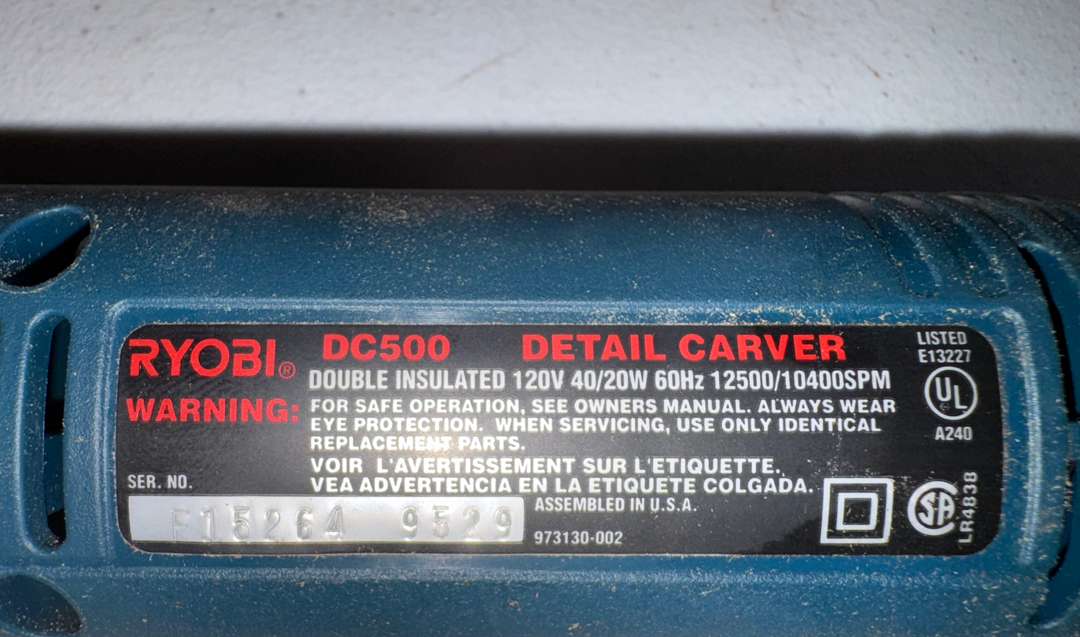 RYOBI® DC500 DETAIL CARVER
DOUBLE INSULATED 120V 40/20W 60Hz 12500/10400SPM
WARNING: FOR SAFE OPERATION, SEE OWNERS MANUAL. ALWAYS WEAR
EYE PROTECTION. WHEN SERVICING, USE ONLY IDENTICAL
REPLACEMENT PARTS.
VOIR L'AVERTISSEMENT SUR L'ETIQUETTE.
VEA ADVERTENCIA EN LA ETIQUETE COLGADA.
SER. NO.
F15264 9529
ASSEMBLED IN U.S.A.
973130-002
LISTED
E13227
UL
A240
SA
LR4838